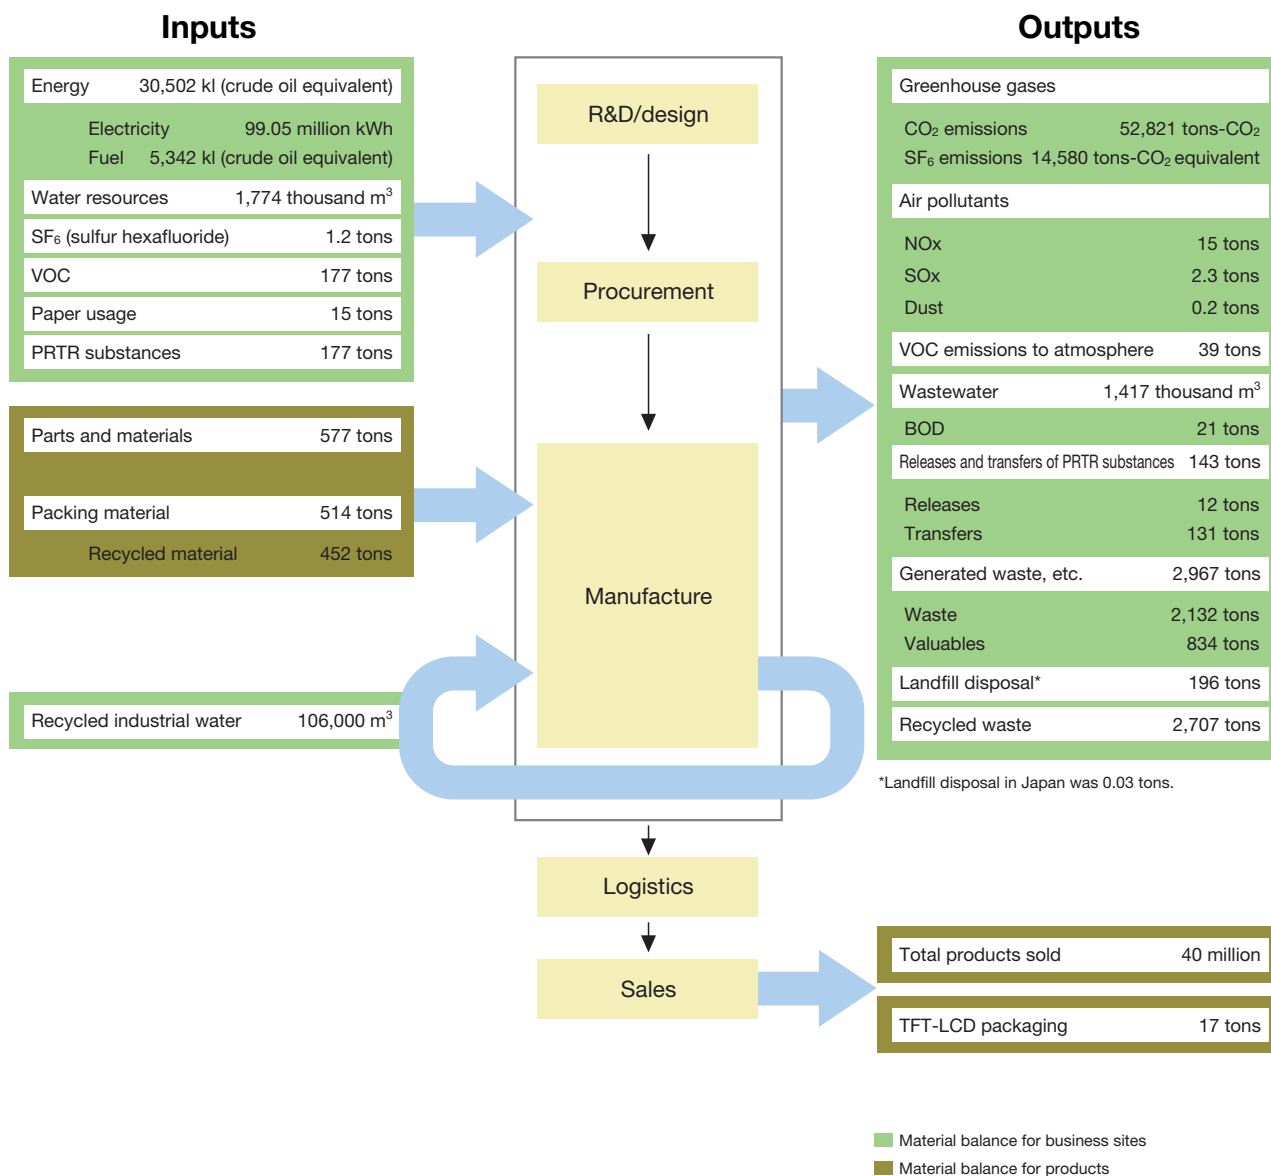 Inputs
Energy 30,502 kl (crude oil equivalent)
Electricity 99.05 million kWh
Fuel 5,342 kl (crude oil equivalent)
Water resources 1,774 thousand m³
SF₆ (sulfur hexafluoride) 1.2 tons
VOC 177 tons
Paper usage 15 tons
PRTR substances 177 tons
Parts and materials 577 tons
Packing material 514 tons
Recycled material 452 tons
Recycled industrial water 106,000 m³
R&D/design
Procurement
Manufacture
Logistics
Sales
Outputs
Greenhouse gases
CO₂ emissions 52,821 tons-CO₂
SF₆ emissions 14,580 tons-CO₂ equivalent
Air pollutants
NOx 15 tons
SOx 2.3 tons
Dust 0.2 tons
VOC emissions to atmosphere 39 tons
Wastewater 1,417 thousand m³
BOD 21 tons
Releases and transfers of PRTR substances 143 tons
Releases 12 tons
Transfers 131 tons
Generated waste, etc. 2,967 tons
Waste 2,132 tons
Valuables 834 tons
Landfill disposal* 196 tons
Recycled waste 2,707 tons
*Landfill disposal in Japan was 0.03 tons.
Total products sold 40 million
TFT-LCD packaging 17 tons
Material balance for business sites
Material balance for products